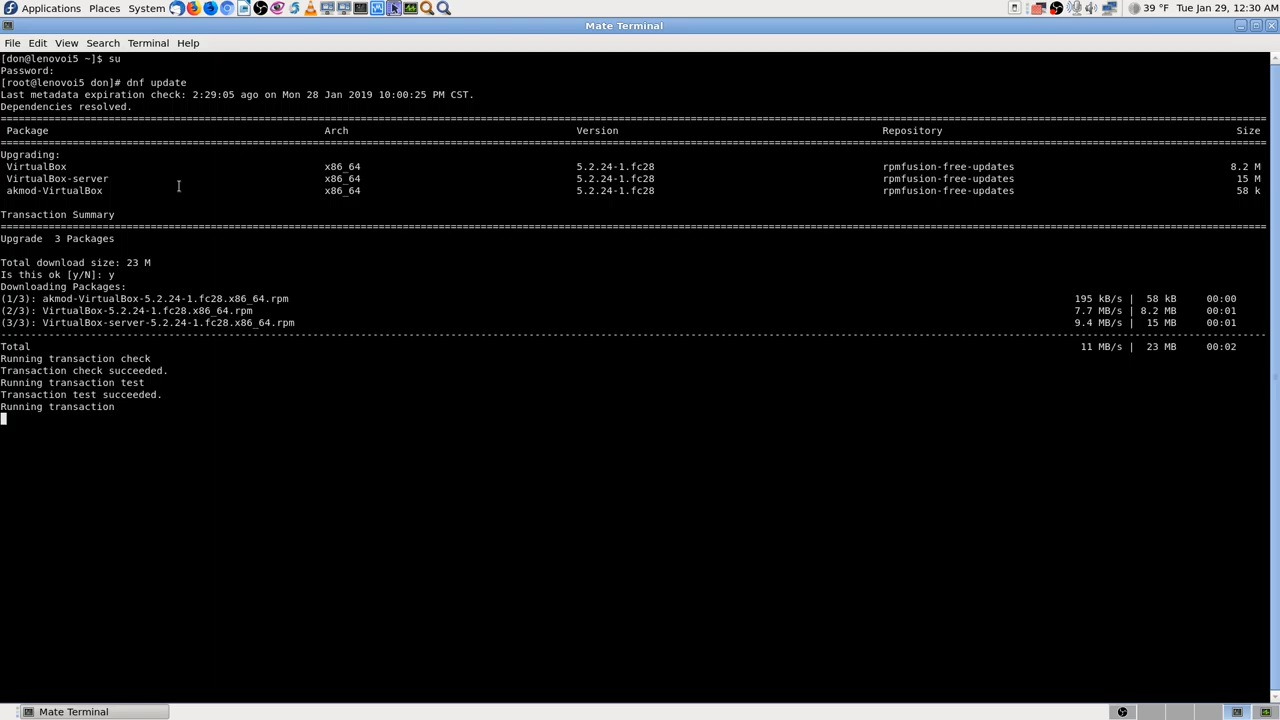 Applications Places System 39 °F Tue Jan 29, 12:30 AM
Mate Terminal
File Edit View Search Terminal Help
[don@lenovoi5 ~]$ su
Password:
[root@lenovoi5 don]# dnf update
Last metadata expiration check: 2:29:05 ago on Mon 28 Jan 2019 10:00:25 PM CST.
Dependencies resolved.
================================================================================
Package Arch Version Repository Size
================================================================================
Upgrading:
VirtualBox x86_64 5.2.24-1.fc28 rpmfusion-free-updates 8.2 M
VirtualBox-server x86_64 5.2.24-1.fc28 rpmfusion-free-updates 15 M
akmod-VirtualBox x86_64 5.2.24-1.fc28 rpmfusion-free-updates 58 k
Transaction Summary
================================================================================
Upgrade  3 Packages
Total download size: 23 M
Is this ok [y/N]: y
Downloading Packages:
(1/3): akmod-VirtualBox-5.2.24-1.fc28.x86_64.rpm 195 kB/s |  58 kB 00:00
(2/3): VirtualBox-5.2.24-1.fc28.x86_64.rpm 7.7 MB/s | 8.2 MB 00:01
(3/3): VirtualBox-server-5.2.24-1.fc28.x86_64.rpm 9.4 MB/s |  15 MB 00:01
--------------------------------------------------------------------------------
Total 11 MB/s |  23 MB 00:02
Running transaction check
Transaction check succeeded.
Running transaction test
Transaction test succeeded.
Running transaction
Mate Terminal